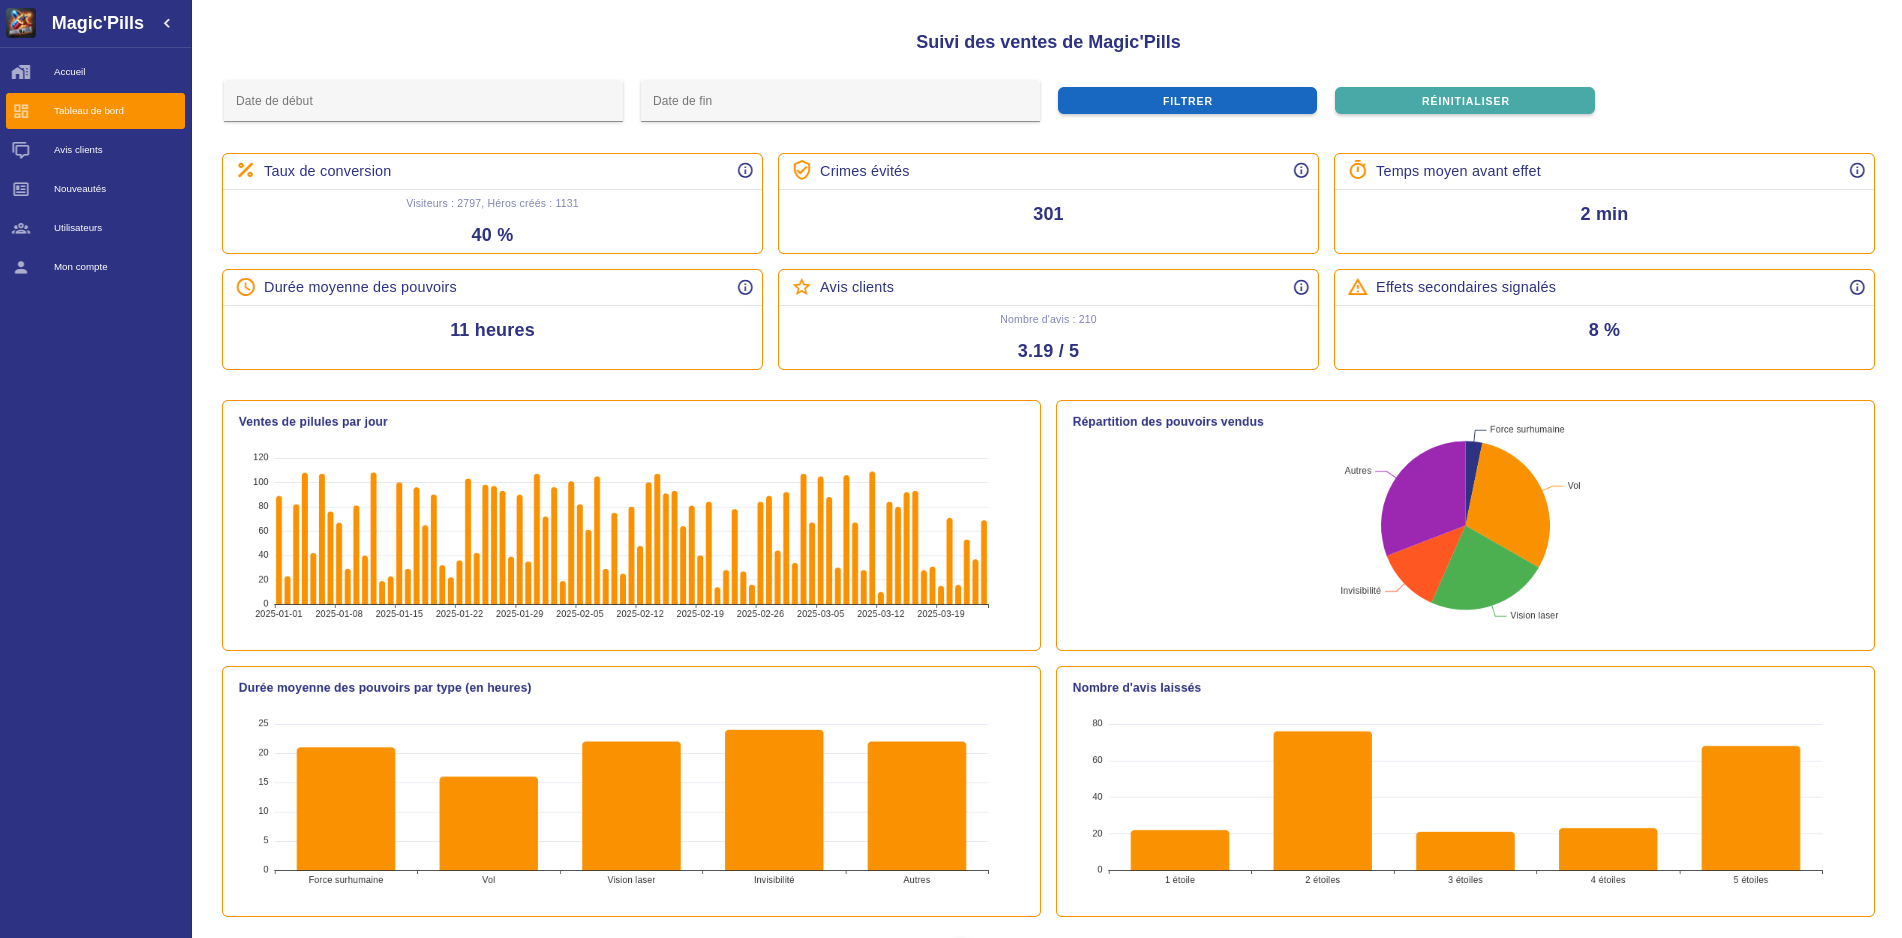 Magic'Pills
Accueil
Tableau de bord
Avis clients
Nouveautés
Utilisateurs
Mon compte
Suivi des ventes de Magic'Pills
Date de début
Date de fin
FILTRER
RÉINITIALISER
Taux de conversion
Visiteurs : 2797, Héros créés : 1131
40 %
Crimes évités
301
Temps moyen avant effet
2 min
Durée moyenne des pouvoirs
11 heures
Avis clients
Nombre d'avis : 210
3.19 / 5
Effets secondaires signalés
8 %
Ventes de pilules par jour
120
100
80
60
40
20
0
2025-01-01 2025-01-08 2025-01-15 2025-01-22 2025-01-29 2025-02-05 2025-02-12 2025-02-19 2025-02-26 2025-03-05 2025-03-12 2025-03-19
Répartition des pouvoirs vendus
Force surhumaine
Autres
Vol
Invisibilité
Vision laser
Durée moyenne des pouvoirs par type (en heures)
25
20
15
10
5
0
Force surhumaine Vol Vision laser Invisibilité Autres
Nombre d'avis laissés
80
60
40
20
0
1 étoile 2 étoiles 3 étoiles 4 étoiles 5 étoiles